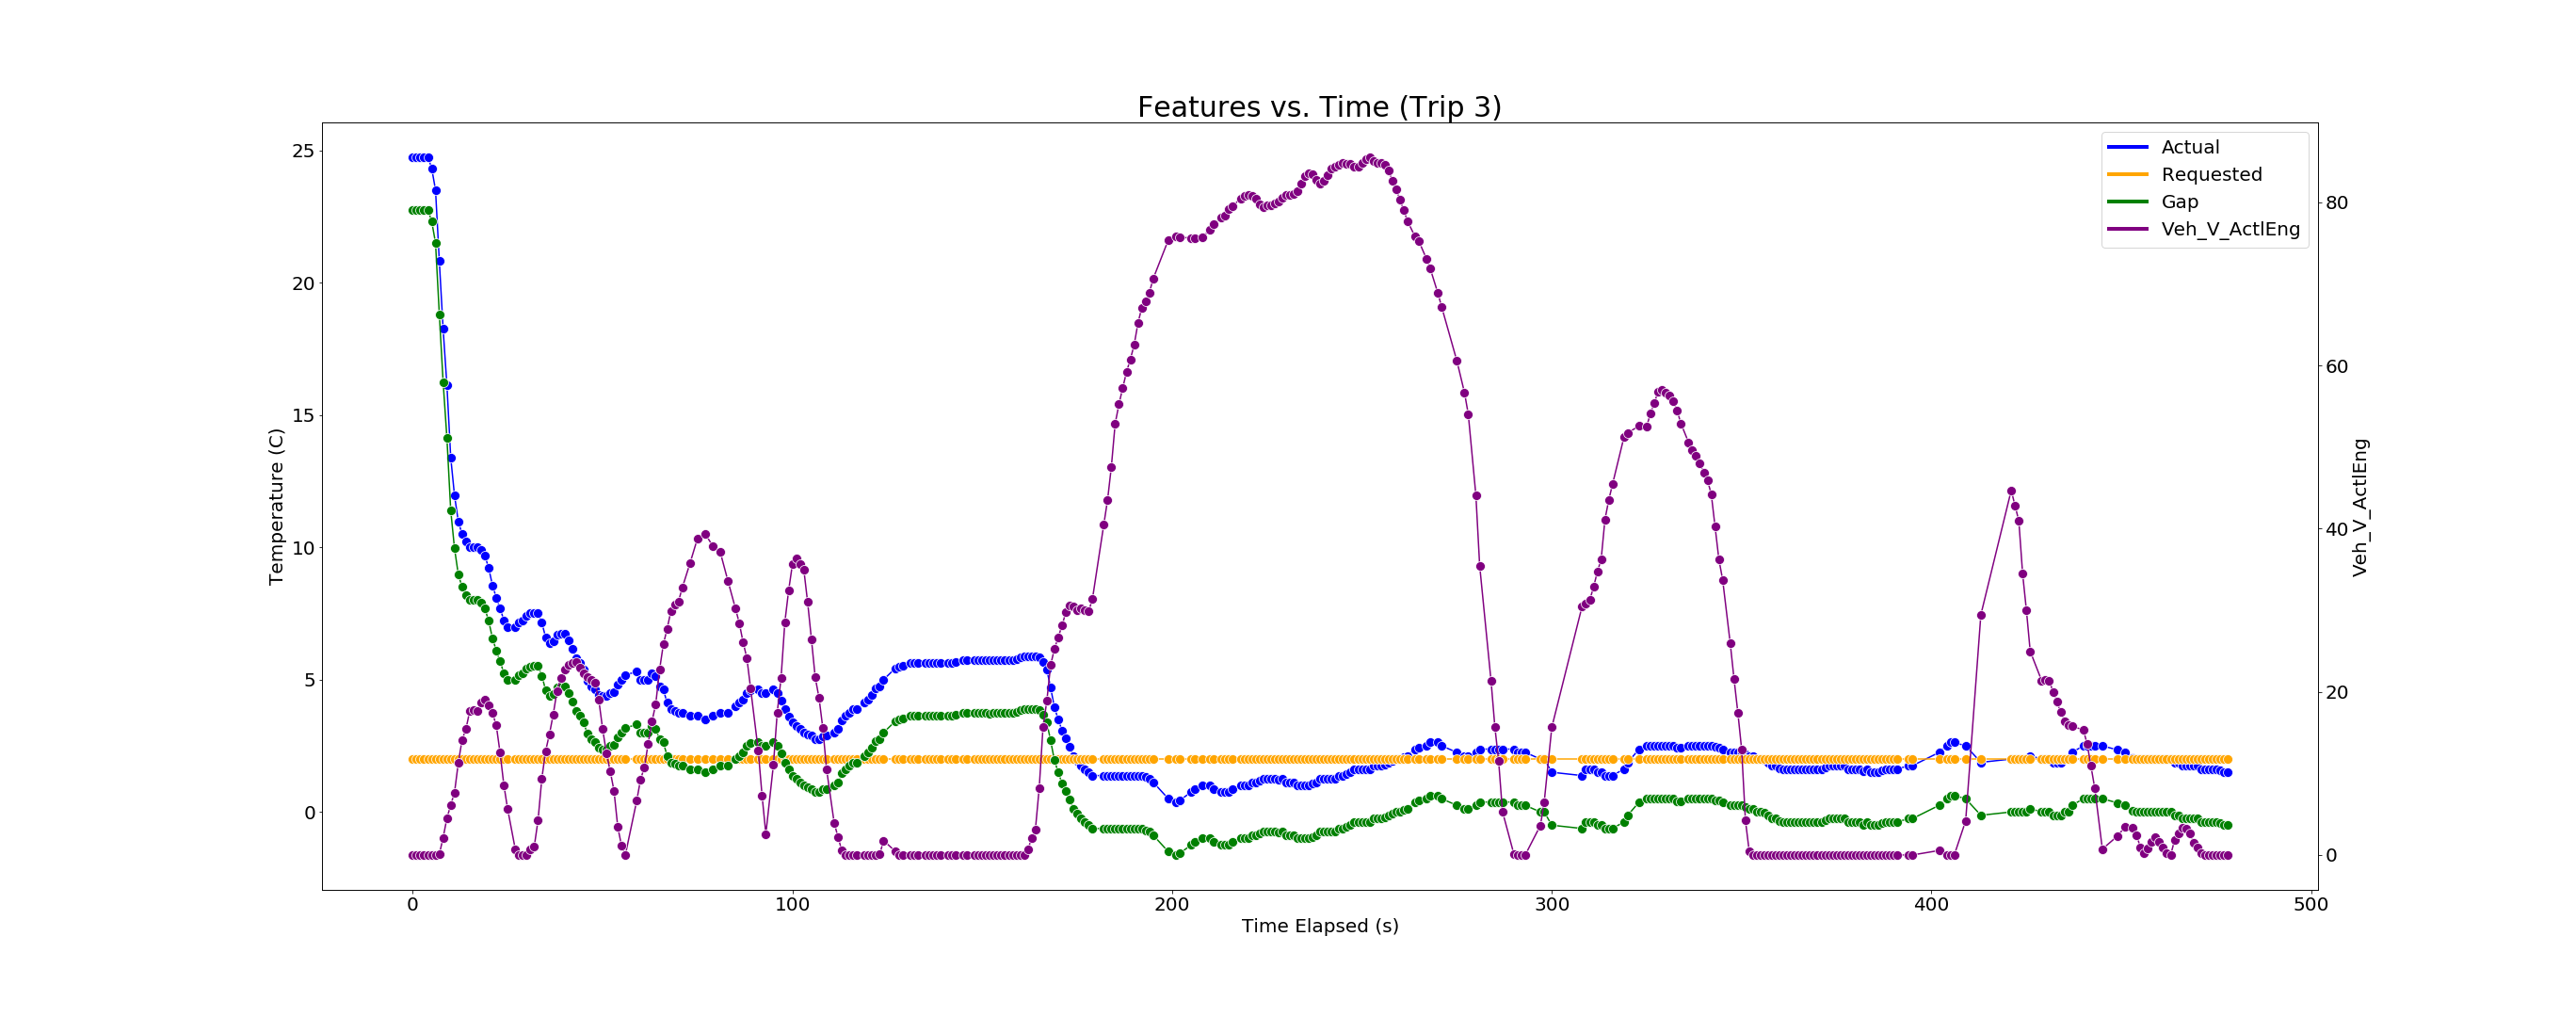 Features vs. Time (Trip 3)
25
20
15
10
5
0
Temperature (C)
Actual
Requested
Gap
Veh_V_ActlEng
80
60
40
20
0
Veh_V_ActlEng
0 100 200 300 400 500
Time Elapsed (s)